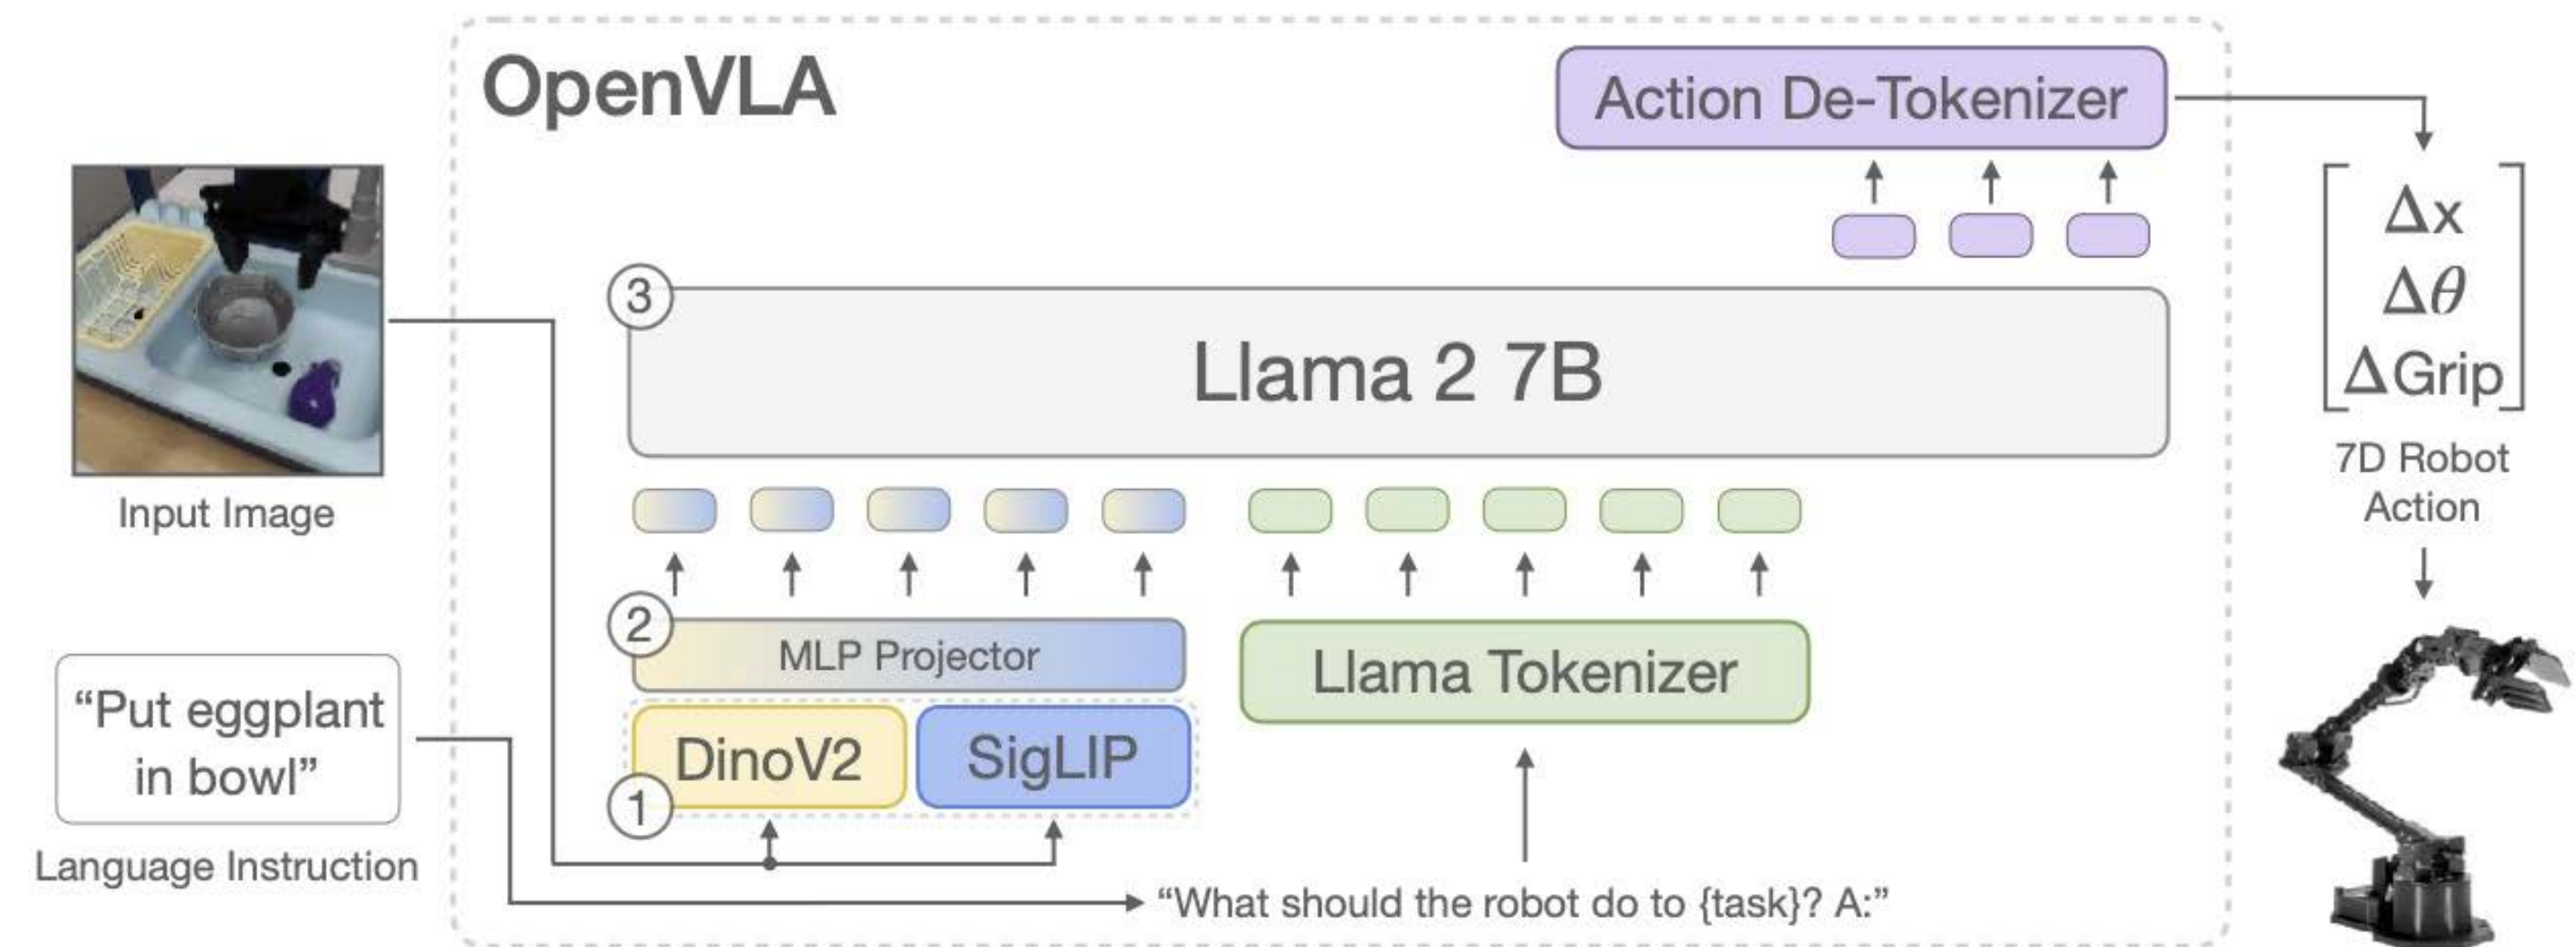 OpenVLA
Action De-Tokenizer
Δx
Δθ
ΔGrip
7D Robot
Action
3
Llama 2 7B
Input Image
2
MLP Projector
Llama Tokenizer
"Put eggplant
in bowl"
Language Instruction
DinoV2
SigLIP
1
“What should the robot do to {task}? A:”